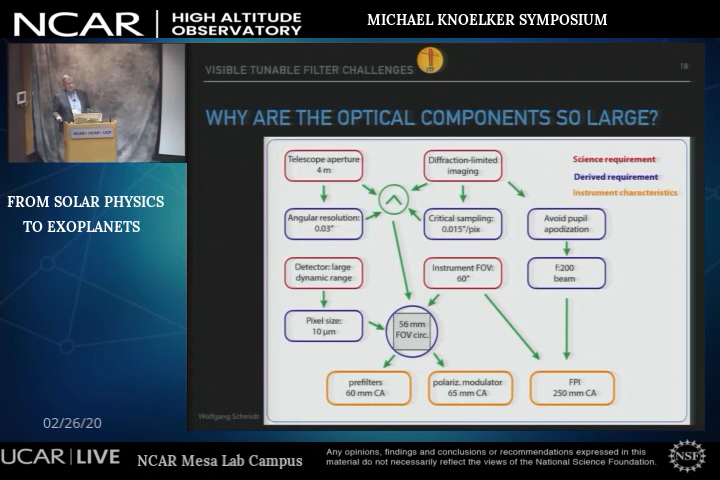 NCAR
HIGH ALTITUDE
OBSERVATORY
MICHAEL KNOELKER SYMPOSIUM
VISIBLE TUNABLE FILTER CHALLENGES
18
WHY ARE THE OPTICAL COMPONENTS SO LARGE?
Telescope aperture
4 m
Diffraction-limited
imaging
Science requirement
Derived requirement
Instrument characteristics
Angular resolution:
0.03"
Critical sampling:
0.015"/pix
Avoid pupil
apodization
Detector: large
dynamic range
Instrument FOV:
60"
f:200
beam
Pixel size:
10 µm
56 mm
FOV circ.
prefilters
60 mm CA
polariz. modulator
65 mm CA
FPI
250 mm CA
Wolfgang Schmidt
FROM SOLAR PHYSICS
TO EXOPLANETS
02/26/20
UCAR | LIVE
NCAR Mesa Lab Campus
Any opinions, findings and conclusions or recommendations expressed in this
material do not necessarily reflect the views of the National Science Foundation.
NSF